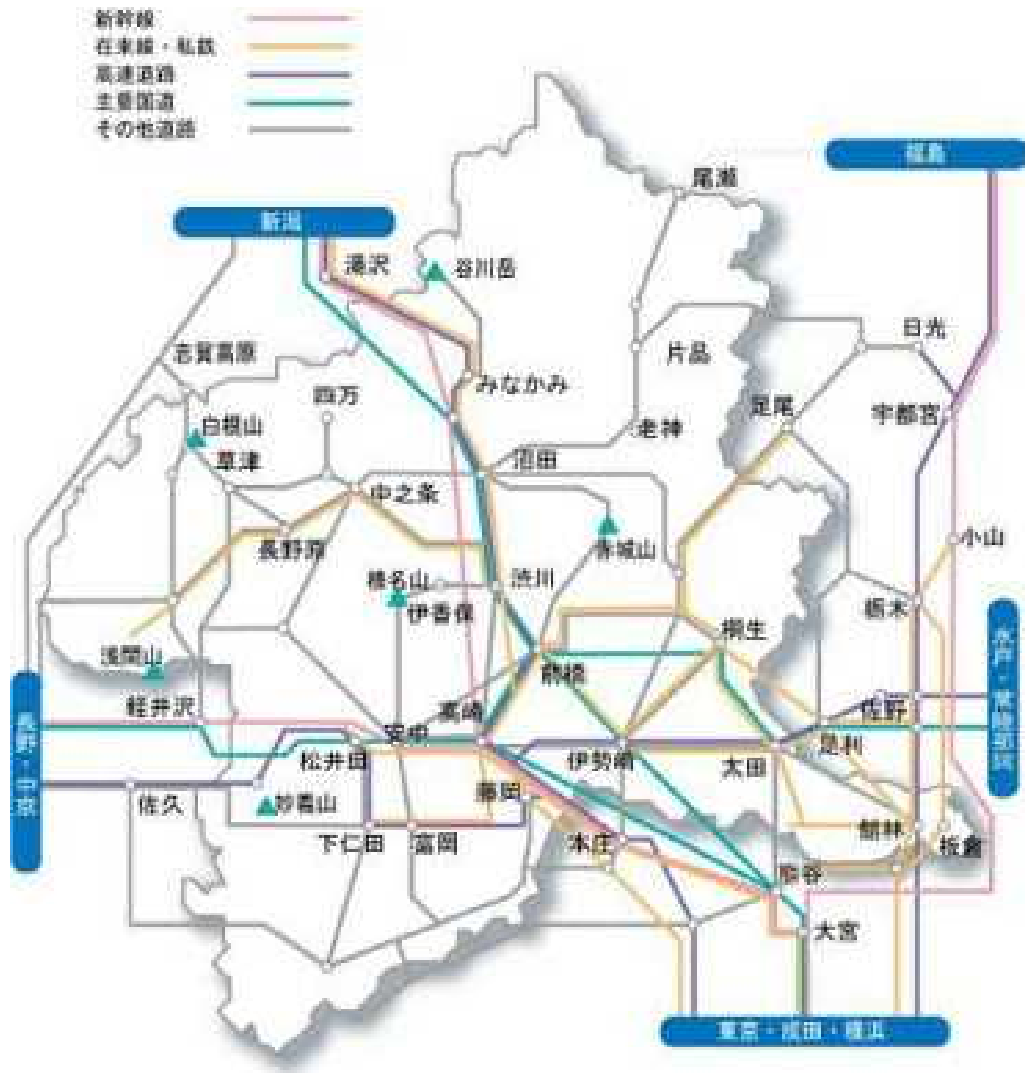 新幹線
在来線・私鉄
高速道路
主要国道
その他道路
福島
尾瀬
新潟
湯沢
谷川岳
日光
志賀高原
片品
みなかみ
四万
足尾
宇都宮
白根山
老神
草津
沼田
中之条
小山
長野原
赤城山
榛名山
渋川
伊香保
栃木
桐生
水戸・常陸那珂
浅間山
前橋
軽井沢
高崎
佐野
長野・中京
安中
松井田
伊勢崎
太田
足利
佐久
妙義山
藤岡
下仁田
富岡
本庄
館林
板倉
熊谷
大宮
東京・成田・横浜